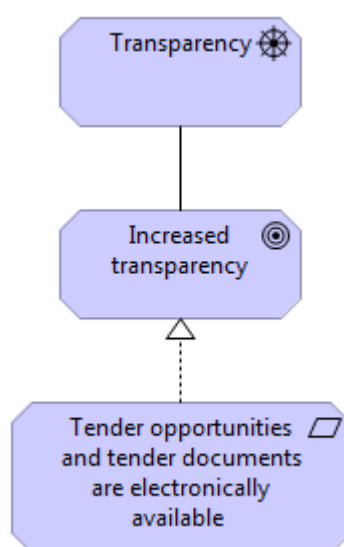 Transparency
Increased
transparency
Tender opportunities
and tender documents
are electronically
available